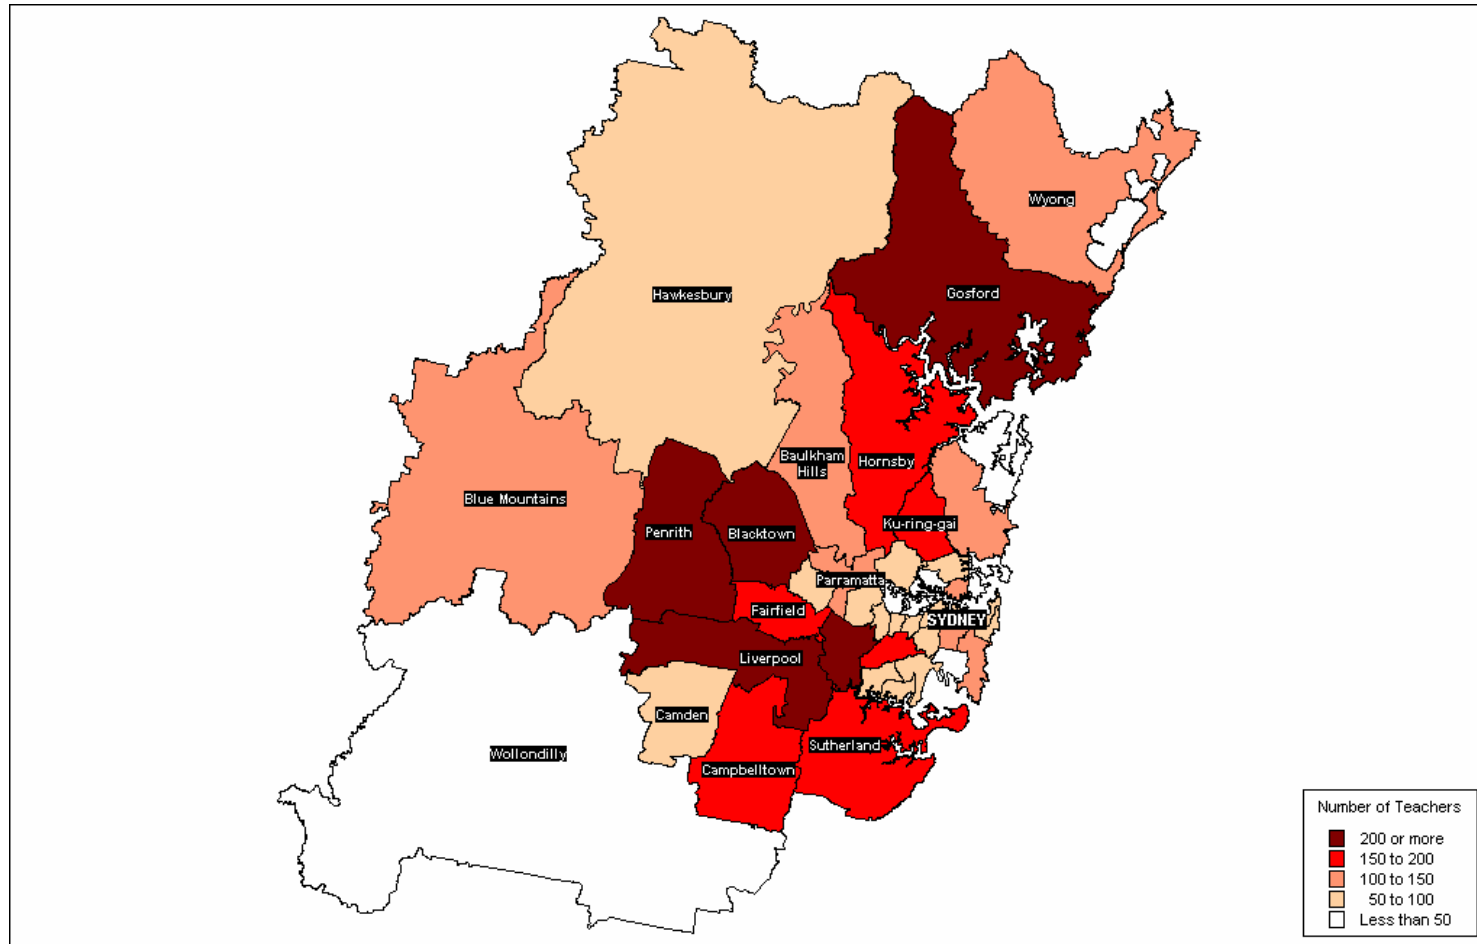 Wyong
Gosford
Hawkesbury
Baulkham
Hills
Hornsby
Blue Mountains
Ku-ring-gai
Penrith
Blacktown
Parramatta
Fairfield
SYDNEY
Liverpool
Camden
Sutherland
Wollondilly
Campbelltown
Number of Teachers
200 or more
150 to 200
100 to 150
50 to 100
Less than 50